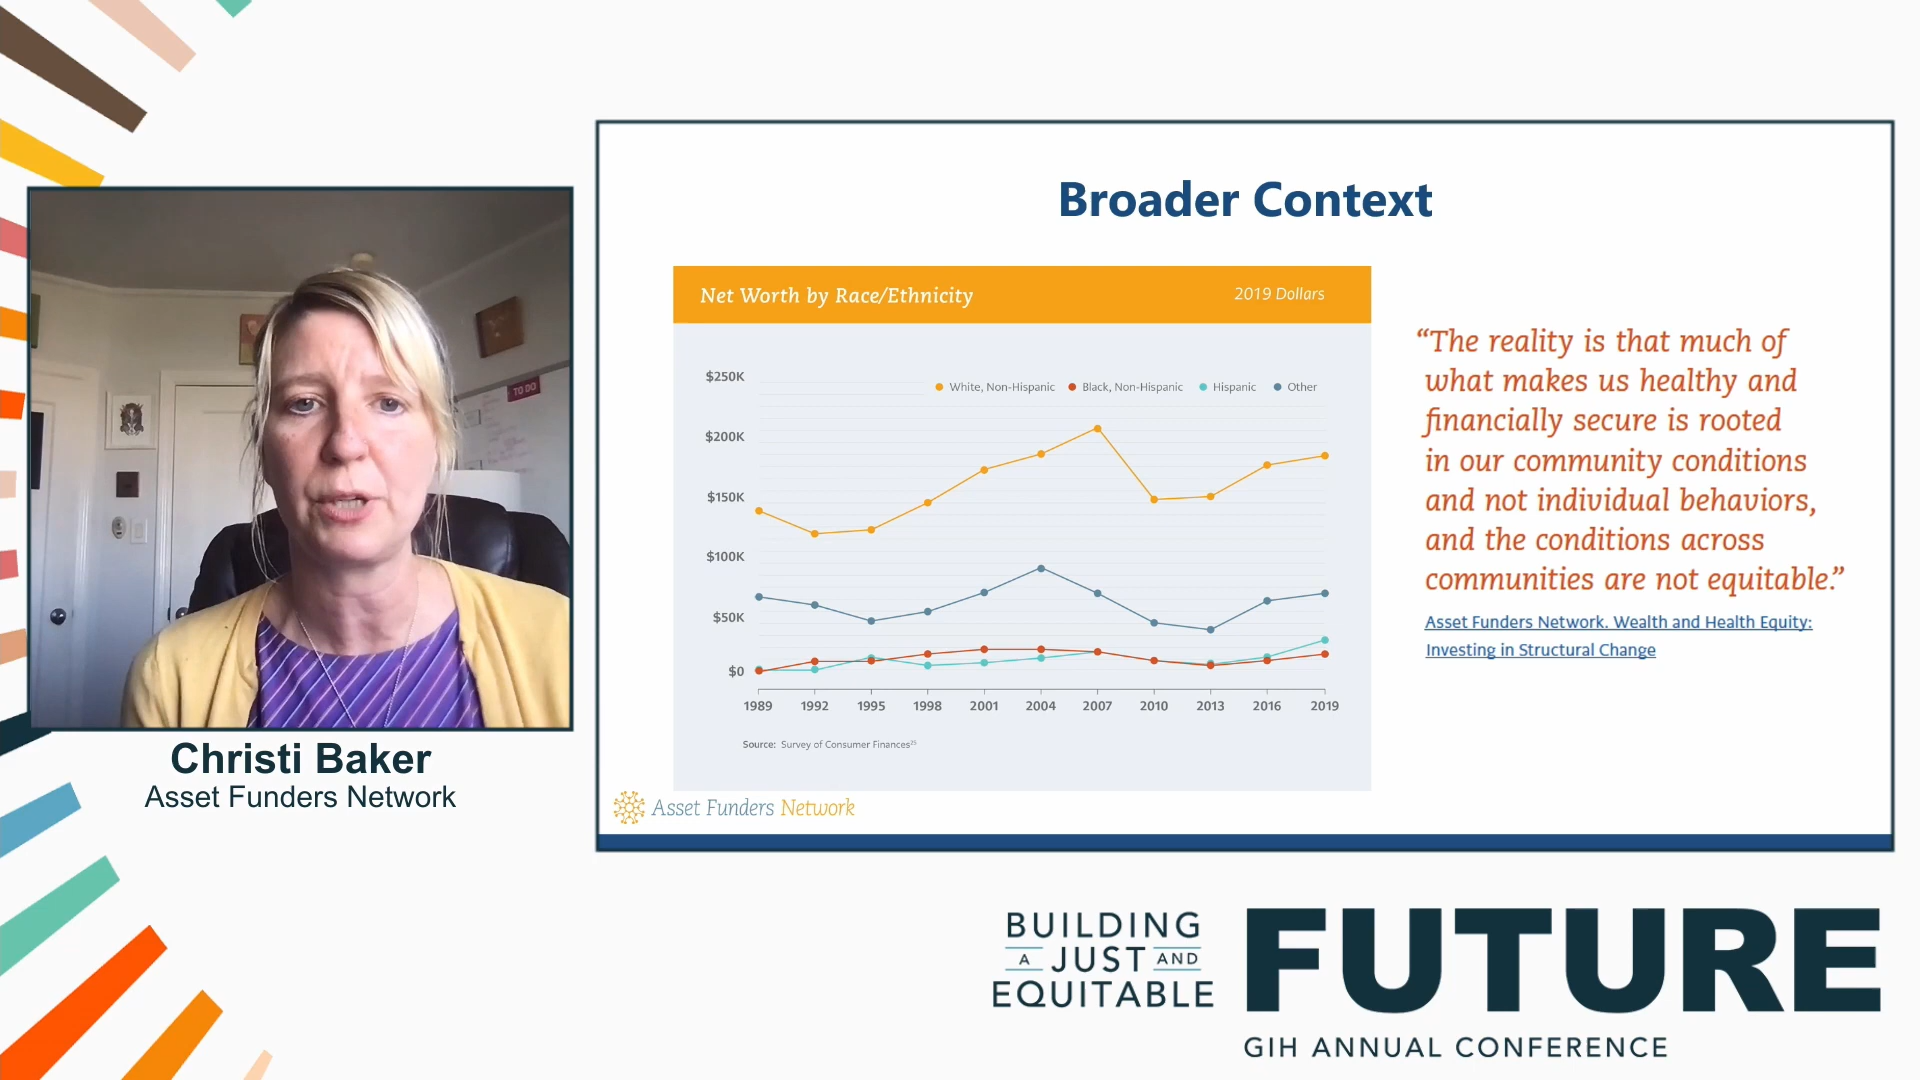 TO DO
Christi Baker
Asset Funders Network
Broader Context
Net Worth by Race/Ethnicity
2019 Dollars
$250K
White, Non-Hispanic
Black, Non-Hispanic
Hispanic
Other
$200K
$150K
$100K
$50K
$0
1989 1992 1995 1998 2001 2004 2007 2010 2013 2016 2019
Source: Survey of Consumer Finances²⁵
Asset Funders Network
“The reality is that much of
what makes us healthy and
financially secure is rooted
in our community conditions
and not individual behaviors,
and the conditions across
communities are not equitable.”
Asset Funders Network. Wealth and Health Equity:
Investing in Structural Change
BUILDING
A JUST AND
EQUITABLE
FUTURE
GIH ANNUAL CONFERENCE